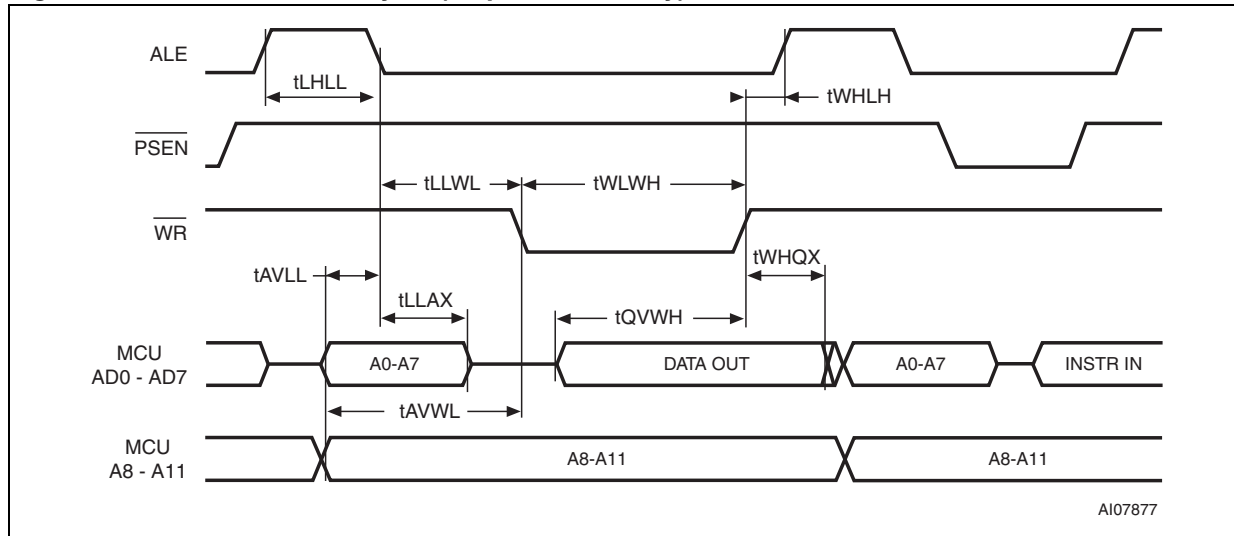 ALE
tLHLL
tWHLH
PSEN
tLLWL
tWLWH
WR
tWHQX
tAVLL
tLLAX
tQVWH
MCU
AD0 - AD7
A0-A7
DATA OUT
A0-A7
INSTR IN
tAVWL
MCU
A8 - A11
A8-A11
A8-A11
AI07877